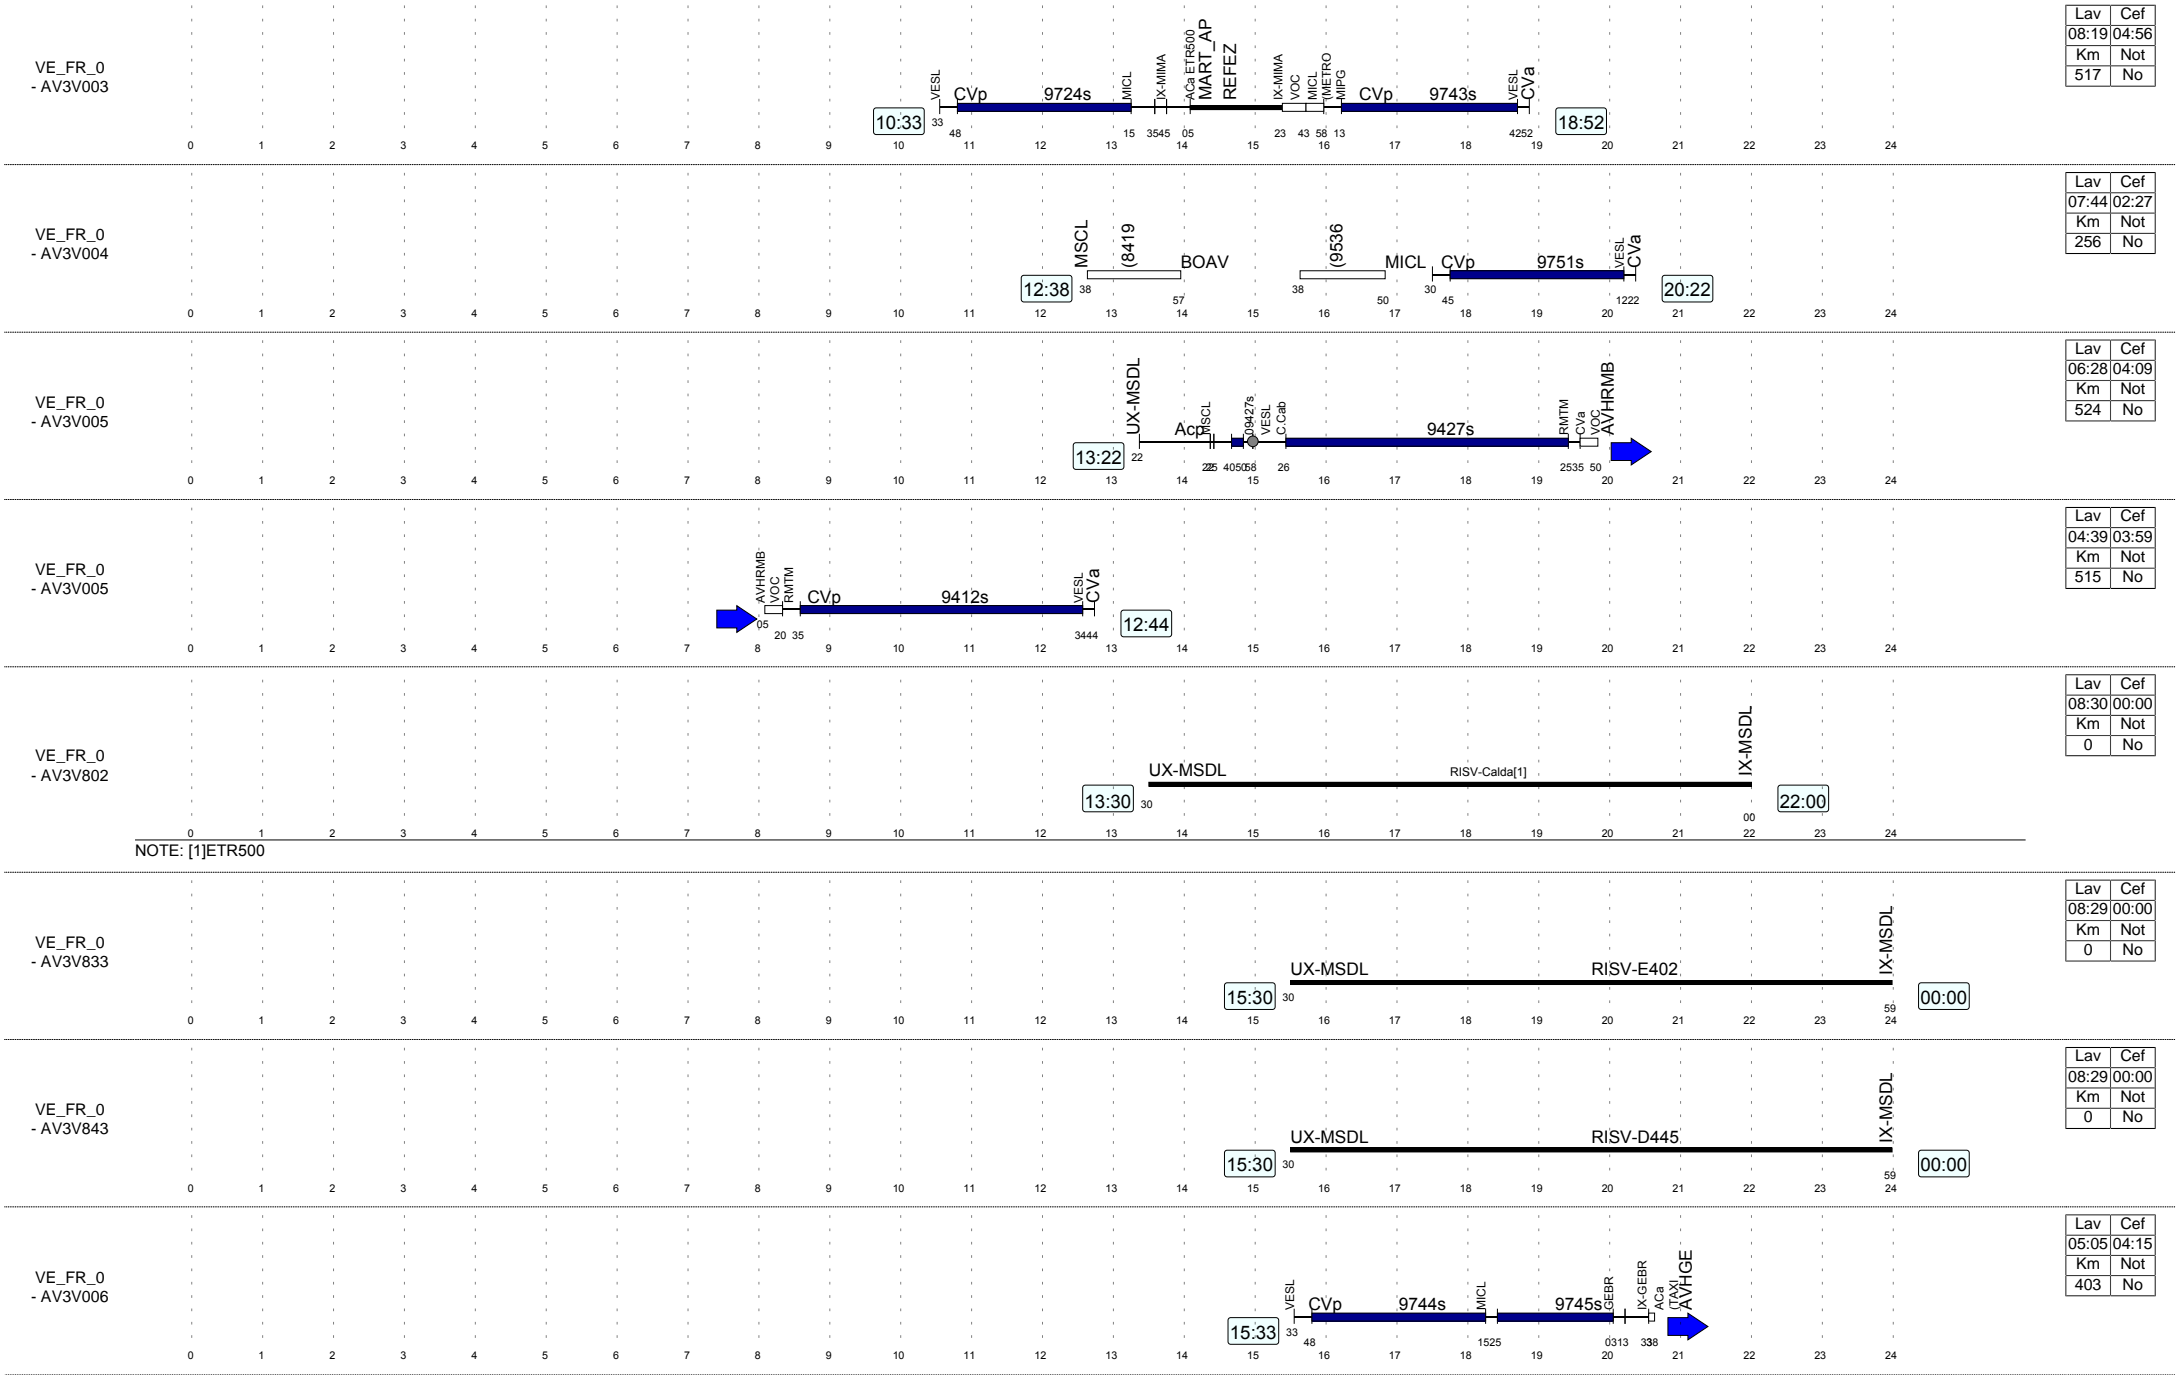 VE_FR_0
- AV3V003
10:33
VESL
CVp
9724s
MICL
IX-MIMA
ACa ETR500
MART_AP
REFEZ
IX-MIMA
VOC
MICL
(METRO
MIPG
CVp
9743s
VESL
CVa
18:52
33 48 15 3545 05 23 43 58 13 4252
0 1 2 3 4 5 6 7 8 9 10 11 12 13 14 15 16 17 18 19 20 21 22 23 24
Lav Cef
08:19 04:56
Km Not
517 No
VE_FR_0
- AV3V004
12:38
MSCL
(8419
BOAV
(9536
MICL
CVp
9751s
VESL
CVa
20:22
38 57 38 50 30 45 1222
0 1 2 3 4 5 6 7 8 9 10 11 12 13 14 15 16 17 18 19 20 21 22 23 24
Lav Cef
07:44 02:27
Km Not
256 No
VE_FR_0
- AV3V005
13:22
UX-MSDL
Acp
MSCL
09427s
VESL
C.Cab
9427s
RMTM
CVa
VOC
AVHRMB
22 22 25 40 50 58 26 2535 50
0 1 2 3 4 5 6 7 8 9 10 11 12 13 14 15 16 17 18 19 20 21 22 23 24
Lav Cef
06:28 04:09
Km Not
524 No
VE_FR_0
- AV3V005
AVHRMB
VOC
RMTM
CVp
9412s
VESL
CVa
12:44
05 20 35 3444
0 1 2 3 4 5 6 7 8 9 10 11 12 13 14 15 16 17 18 19 20 21 22 23 24
Lav Cef
04:39 03:59
Km Not
515 No
VE_FR_0
- AV3V802
13:30
UX-MSDL
RISV-Calda[1]
IX-MSDL
22:00
30 00
0 1 2 3 4 5 6 7 8 9 10 11 12 13 14 15 16 17 18 19 20 21 22 23 24
NOTE: [1]ETR500
Lav Cef
08:30 00:00
Km Not
0 No
VE_FR_0
- AV3V833
15:30
UX-MSDL
RISV-E402
IX-MSDL
00:00
30 59
0 1 2 3 4 5 6 7 8 9 10 11 12 13 14 15 16 17 18 19 20 21 22 23 24
Lav Cef
08:29 00:00
Km Not
0 No
VE_FR_0
- AV3V843
15:30
UX-MSDL
RISV-D445
IX-MSDL
00:00
30 59
0 1 2 3 4 5 6 7 8 9 10 11 12 13 14 15 16 17 18 19 20 21 22 23 24
Lav Cef
08:29 00:00
Km Not
0 No
VE_FR_0
- AV3V006
15:33
VESL
CVp
9744s
MICL
9745s
GEBR
IX-GEBR
ACa
(TAXI
AVHGE
33 48 1525 0313 33 38
0 1 2 3 4 5 6 7 8 9 10 11 12 13 14 15 16 17 18 19 20 21 22 23 24
Lav Cef
05:05 04:15
Km Not
403 No